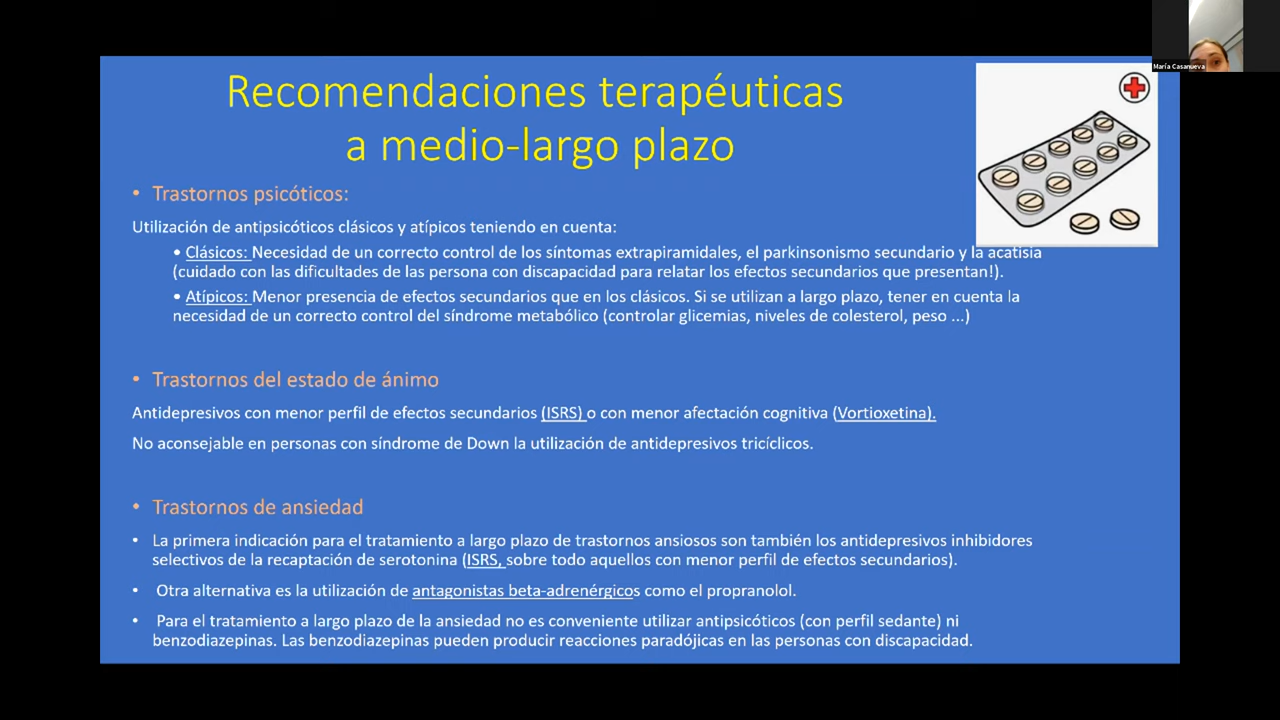 María Casanueva
Recomendaciones terapéuticas
a medio-largo plazo
• Trastornos psicóticos:
Utilización de antipsicóticos clásicos y atípicos teniendo en cuenta:
• Clásicos: Necesidad de un correcto control de los síntomas extrapiramidales, el parkinsonismo secundario y la acatisia
(cuidado con las dificultades de las persona con discapacidad para relatar los efectos secundarios que presentan!).
• Atípicos: Menor presencia de efectos secundarios que en los clásicos. Si se utilizan a largo plazo, tener en cuenta la
necesidad de un correcto control del síndrome metabólico (controlar glicemias, niveles de colesterol, peso ...)
• Trastornos del estado de ánimo
Antidepresivos con menor perfil de efectos secundarios (ISRS) o con menor afectación cognitiva (Vortioxetina).
No aconsejable en personas con síndrome de Down la utilización de antidepresivos tricíclicos.
• Trastornos de ansiedad
• La primera indicación para el tratamiento a largo plazo de trastornos ansiosos son también los antidepresivos inhibidores
selectivos de la recaptación de serotonina (ISRS, sobre todo aquellos con menor perfil de efectos secundarios).
• Otra alternativa es la utilización de antagonistas beta-adrenérgicos como el propranolol.
• Para el tratamiento a largo plazo de la ansiedad no es conveniente utilizar antipsicóticos (con perfil sedante) ni
benzodiazepinas. Las benzodiazepinas pueden producir reacciones paradójicas en las personas con discapacidad.